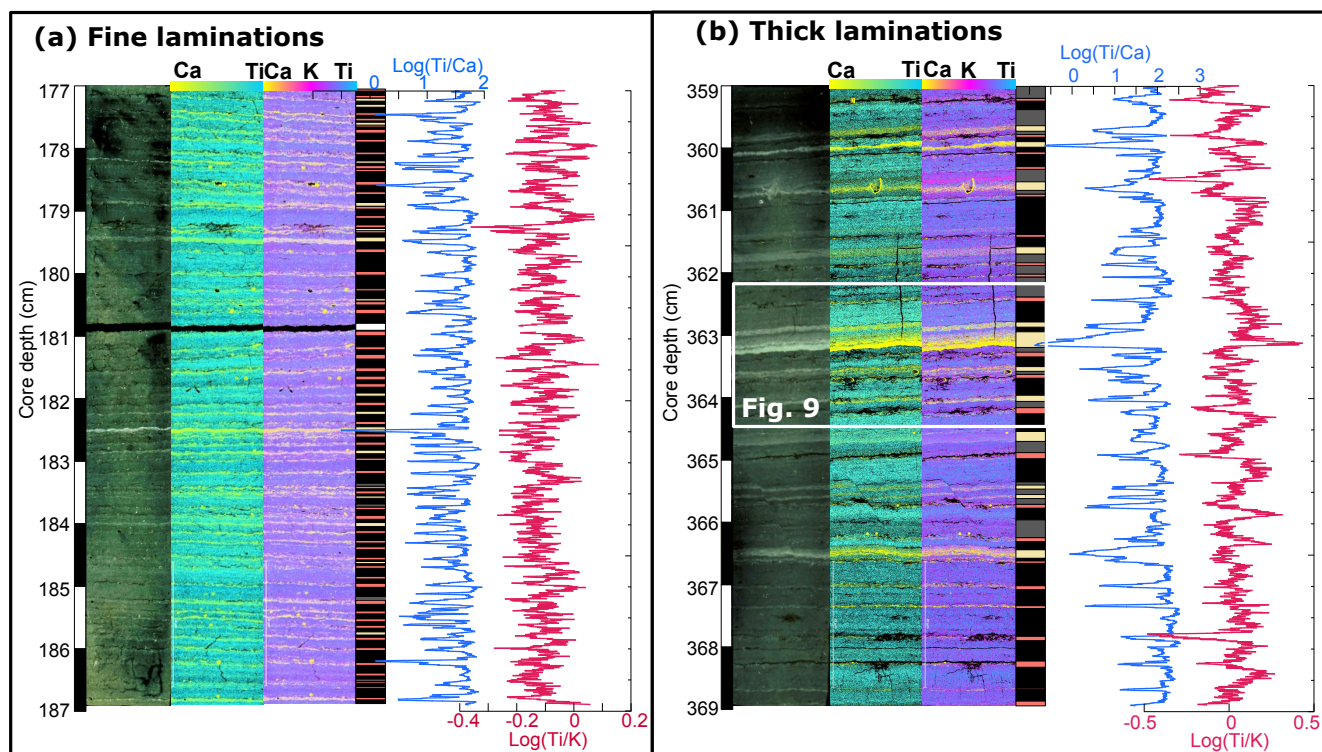 (a) Fine laminations
Ca Ti Ca K Ti
Log(Ti/Ca)
0 1 2
177
178
179
180
181
182
183
184
185
186
187
Core depth (cm)
-0.4 -0.2 0 0.2
Log(Ti/K)
(b) Thick laminations
Log(Ti/Ca)
0 1 2 3
Ca Ti Ca K Ti
359
360
361
362
363
364
365
366
367
368
369
Core depth (cm)
Fig. 9
-0.5 0 0.5
Log(Ti/K)